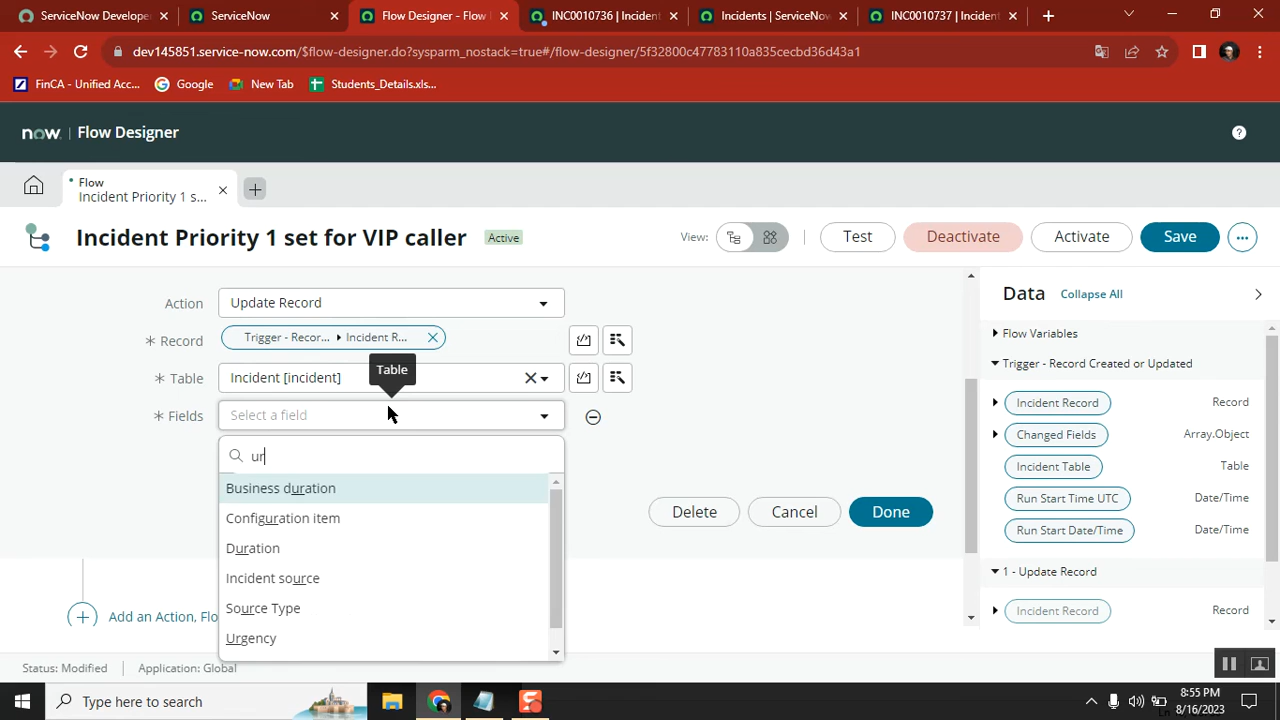 ServiceNow Develope
ServiceNow
Flow Designer - Flow
INC0010736 | Incident
Incidents | ServiceNow
INC0010737 | Incident
dev145851.service-now.com/$flow-designer.do?sysparm_nostack=true#/flow-designer/5f32800c47783110a835cecbd36d43a1
FinCA - Unified Acc...
Google
New Tab
Students_Details.xls...
now. | Flow Designer
Flow
Incident Priority 1 s...
Incident Priority 1 set for VIP caller
Active
View:
Test
Deactivate
Activate
Save
Action
Update Record
Record
Trigger - Recor... Incident R...
Table
Table
Incident [incident]
Fields
Select a field
ur
Business duration
Configuration item
Duration
Incident source
Source Type
Urgency
Delete
Cancel
Done
Add an Action, Flo
Data
Collapse All
Flow Variables
Trigger - Record Created or Updated
Incident Record Record
Changed Fields Array.Object
Incident Table Table
Run Start Time UTC Date/Time
Run Start Date/Time Date/Time
1 - Update Record
Incident Record Record
Status: Modified
Application: Global
Type here to search
8:55 PM
8/16/2023